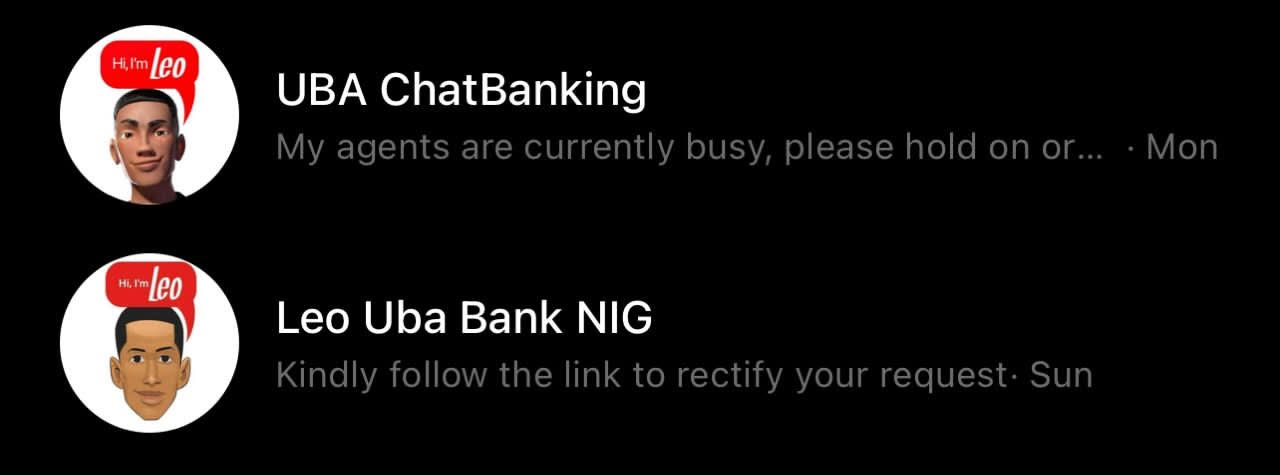 Hi, I'm Leo
UBA ChatBanking
My agents are currently busy, please hold on or... · Mon
Hi, I'm Leo
Leo Uba Bank NIG
Kindly follow the link to rectify your request· Sun